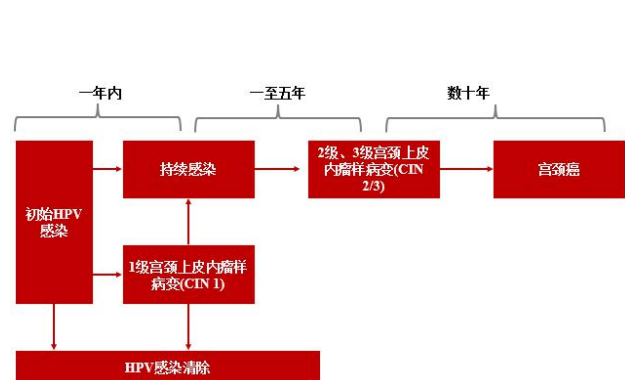 一年内
一至五年
数十年
初始HPV
感染
持续感染
2级、3级宫颈上皮
内瘤样病变(CIN
2/3)
宫颈癌
1级宫颈上皮内瘤样
病变(CIN 1)
HPV感染清除